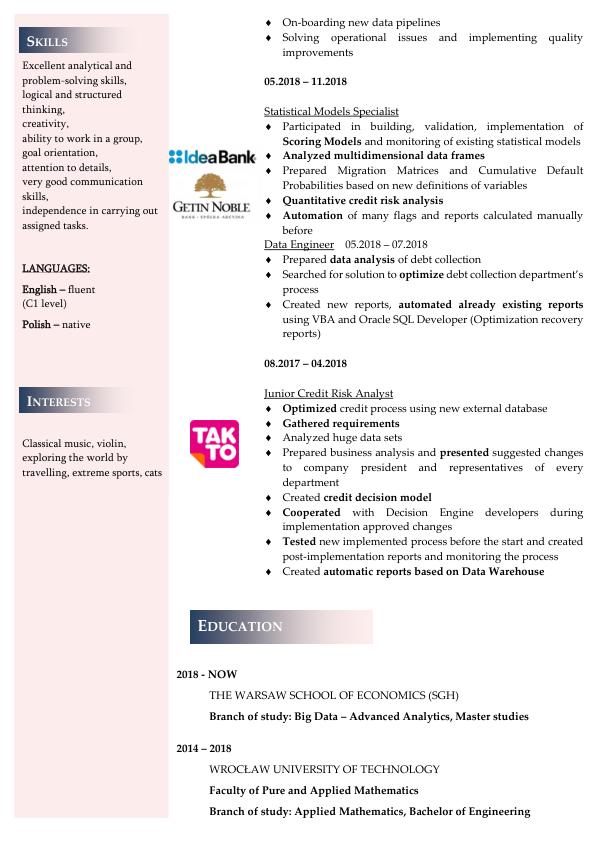 SKILLS
Excellent analytical and
problem-solving skills,
logical and structured
thinking,
creativity,
ability to work in a group,
goal orientation,
attention to details,
very good communication
skills,
independence in carrying out
assigned tasks.
LANGUAGES:
English – fluent
(C1 level)
Polish – native
INTERESTS
Classical music, violin,
exploring the world by
travelling, extreme sports, cats
♦ On-boarding new data pipelines
♦ Solving operational issues and implementing quality
improvements
05.2018 – 11.2018
Statistical Models Specialist
♦ Participated in building, validation, implementation of
Scoring Models and monitoring of existing statistical models
♦ Analyzed multidimensional data frames
♦ Prepared Migration Matrices and Cumulative Default
Probabilities based on new definitions of variables
♦ Quantitative credit risk analysis
♦ Automation of many flags and reports calculated manually
before
IdeaBank
GETIN NOBLE
BANK · SPÓŁKA AKCYJNA
Data Engineer 05.2018 – 07.2018
♦ Prepared data analysis of debt collection
♦ Searched for solution to optimize debt collection department's
process
♦ Created new reports, automated already existing reports
using VBA and Oracle SQL Developer (Optimization recovery
reports)
08.2017 – 04.2018
Junior Credit Risk Analyst
♦ Optimized credit process using new external database
♦ Gathered requirements
♦ Analyzed huge data sets
♦ Prepared business analysis and presented suggested changes
to company president and representatives of every
department
♦ Created credit decision model
♦ Cooperated with Decision Engine developers during
implementation approved changes
♦ Tested new implemented process before the start and created
post-implementation reports and monitoring the process
♦ Created automatic reports based on Data Warehouse
TAK
TO
EDUCATION
2018 - NOW
THE WARSAW SCHOOL OF ECONOMICS (SGH)
Branch of study: Big Data – Advanced Analytics, Master studies
2014 – 2018
WROCŁAW UNIVERSITY OF TECHNOLOGY
Faculty of Pure and Applied Mathematics
Branch of study: Applied Mathematics, Bachelor of Engineering